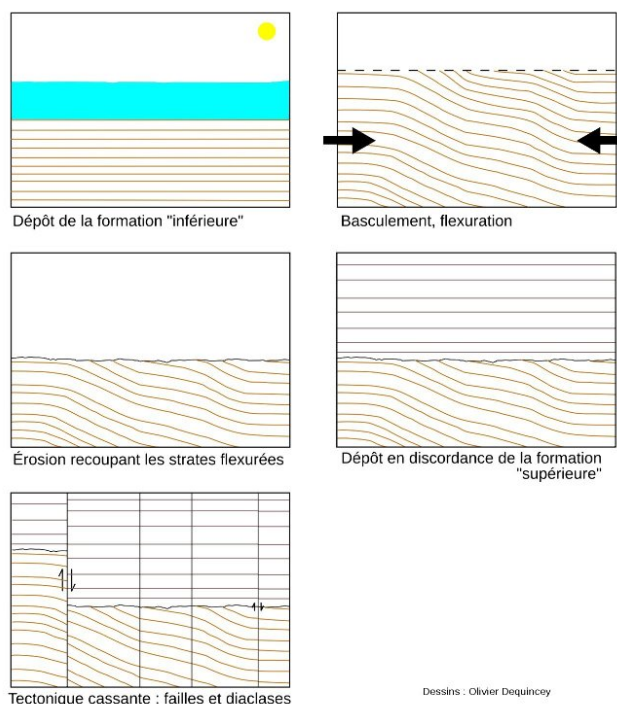 Dépôt de la formation "inférieure"
Basculement, flexuration
Érosion recoupant les strates flexurées
Dépôt en discordance de la formation
"supérieure"
Tectonique cassante : failles et diaclases
Dessins : Olivier Dequincey